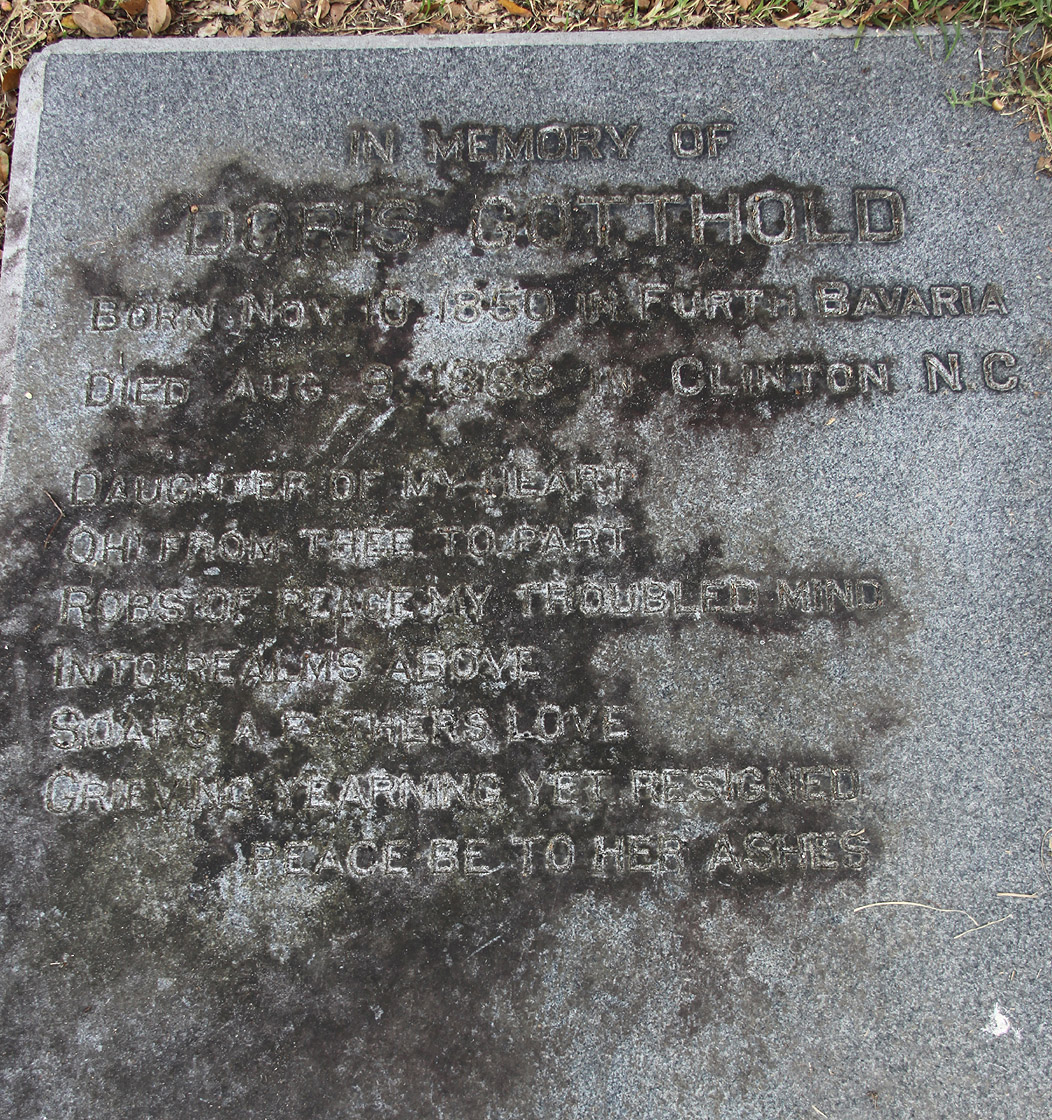 IN MEMORY OF
DORIS GOTTHOLD
BORN NOV. 10. 1850 IN FURTH BAVARIA
DIED AUG. IN CLINTON N.C
DAUGHTER OF MY HEART
OH! FROM THEE TO PART
ROBS OF PEACE MY TROUBLED MIND
INTO REALMS ABOVE
SOARS A FATHERS LOVE
GRIEVING YEARNING YET RESIGNED
PEACE BE TO HER ASHES